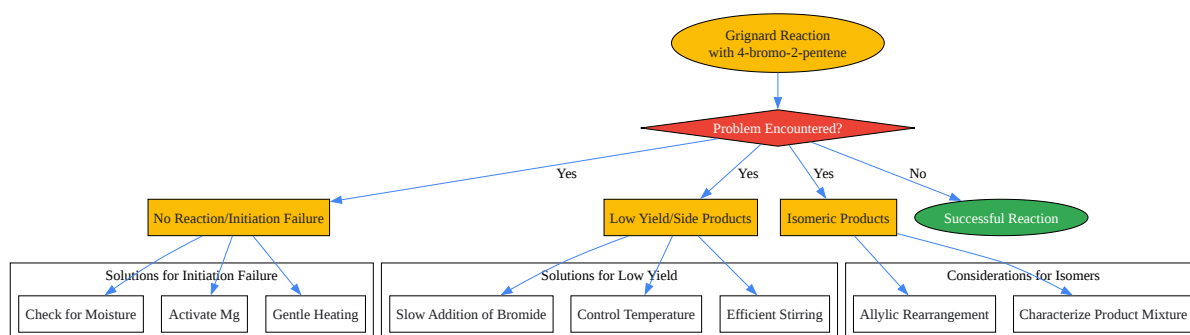 Grignard Reaction
with 4-bromo-2-pentene
Problem Encountered?
Yes
Yes
Yes
No
No Reaction/Initiation Failure
Low Yield/Side Products
Isomeric Products
Successful Reaction
Solutions for Initiation Failure
Solutions for Low Yield
Considerations for Isomers
Check for Moisture
Activate Mg
Gentle Heating
Slow Addition of Bromide
Control Temperature
Efficient Stirring
Allylic Rearrangement
Characterize Product Mixture